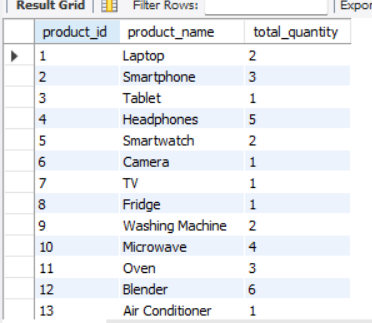 Result Grid Filter Rows: Expor
product_id product_name total_quantity
1 Laptop 2
2 Smartphone 3
3 Tablet 1
4 Headphones 5
5 Smartwatch 2
6 Camera 1
7 TV 1
8 Fridge 1
9 Washing Machine 2
10 Microwave 4
11 Oven 3
12 Blender 6
13 Air Conditioner 1